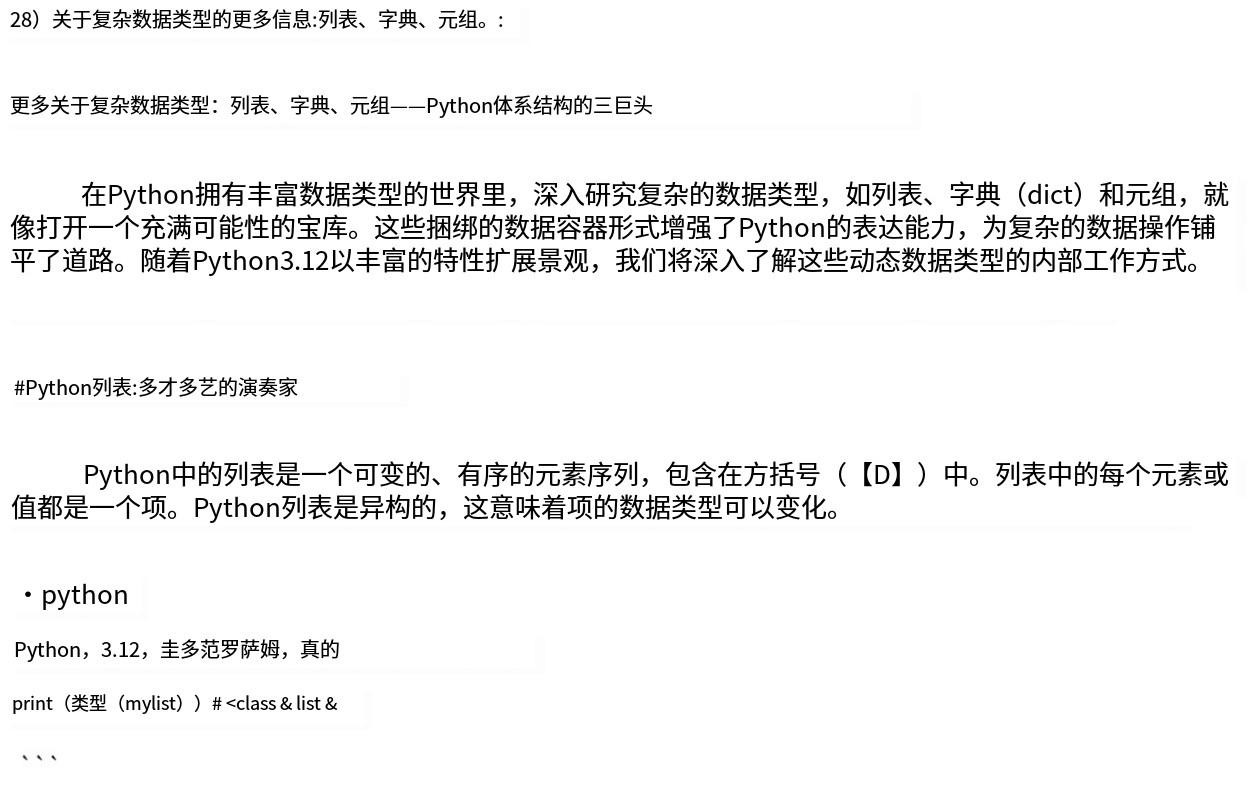 28）关于复杂数据类型的更多信息:列表、字典、元组。:
更多关于复杂数据类型：列表、字典、元组——Python体系结构的三巨头
在Python拥有丰富数据类型的世界里，深入研究复杂的数据类型，如列表、字典（dict）和元组，就
像打开一个充满可能性的宝库。这些捆绑的数据容器形式增强了Python的表达能力，为复杂的数据操作铺
平了道路。随着Python3.12以丰富的特性扩展景观，我们将深入了解这些动态数据类型的内部工作方式。
#Python列表:多才多艺的演奏家
Python中的列表是一个可变的、有序的元素序列，包含在方括号（【D】）中。列表中的每个元素或
值都是一个项。Python列表是异构的，这意味着项的数据类型可以变化。
・python
Python，3.12，圭多范罗萨姆，真的
print（类型（mylist））# <class & list &
```